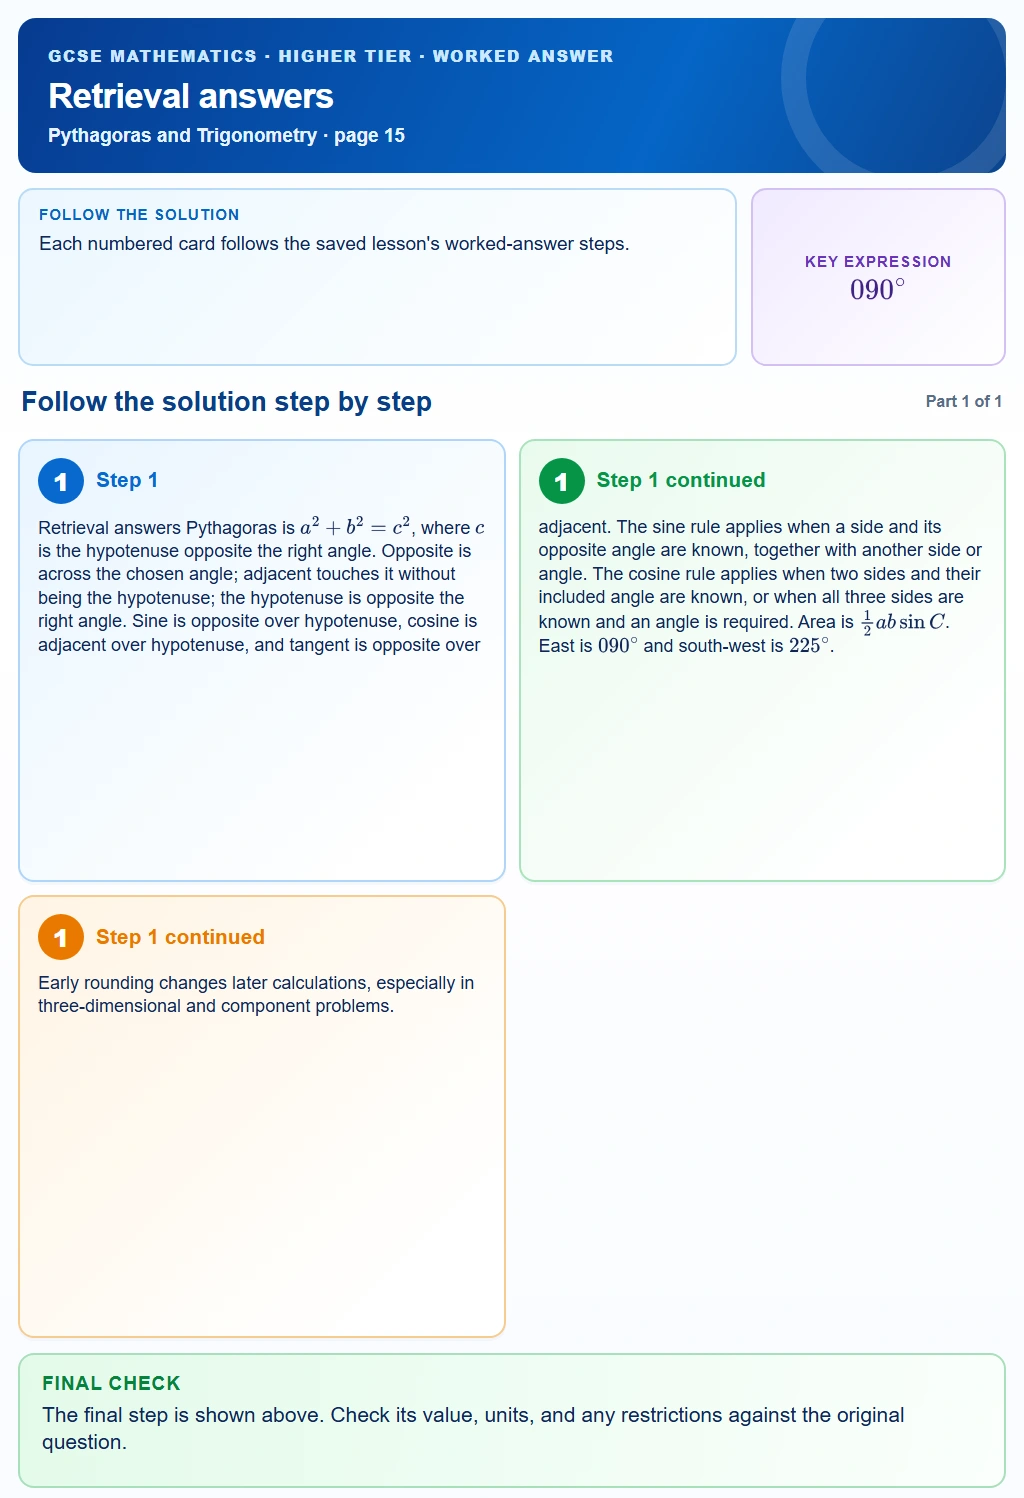 GCSE MATHEMATICS · HIGHER TIER · WORKED ANSWER
Retrieval answers
Pythagoras and Trigonometry · page 15
FOLLOW THE SOLUTION
Each numbered card follows the saved lesson's worked-answer steps.
KEY EXPRESSION
090°
Follow the solution step by step
Part 1 of 1
1 Step 1
Retrieval answers Pythagoras is a² + b² = c², where c
is the hypotenuse opposite the right angle. Opposite is
across the chosen angle; adjacent touches it without
being the hypotenuse; the hypotenuse is opposite the
right angle. Sine is opposite over hypotenuse, cosine is
adjacent over hypotenuse, and tangent is opposite over
1 Step 1 continued
adjacent. The sine rule applies when a side and its
opposite angle are known, together with another side or
angle. The cosine rule applies when two sides and their
included angle are known, or when all three sides are
known and an angle is required. Area is ½ab sin C.
East is 090° and south-west is 225°.
1 Step 1 continued
Early rounding changes later calculations, especially in
three-dimensional and component problems.
FINAL CHECK
The final step is shown above. Check its value, units, and any restrictions against the original
question.